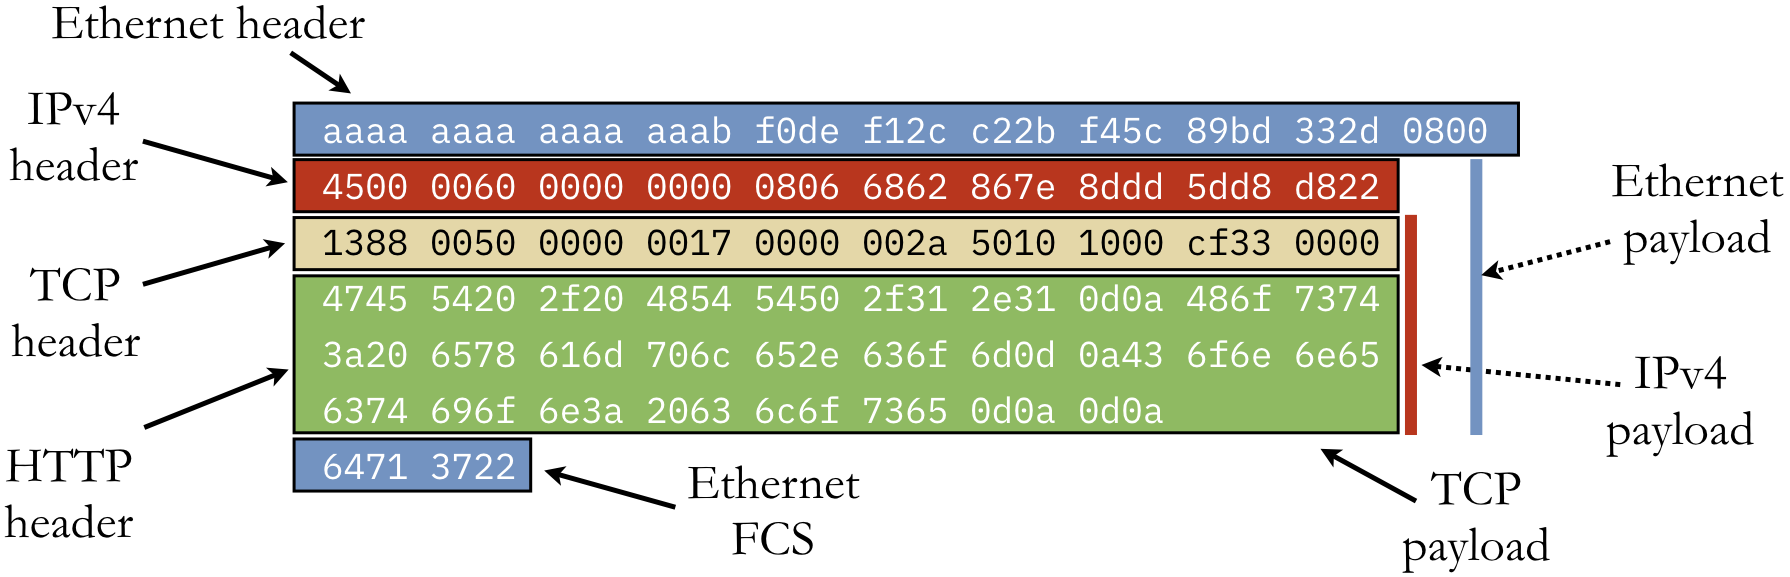 Ethernet header
IPv4
header
aaaa aaaa aaaa aaab f0de f12c c22b f45c 89bd 332d 0800
4500 0060 0000 0000 0806 6862 867e 8ddd 5dd8 d822
Ethernet
payload
1388 0050 0000 0017 0000 002a 5010 1000 cf33 0000
TCP
header
4745 5420 2f20 4854 5450 2f31 2e31 0d0a 486f 7374
3a20 6578 616d 706c 652e 636f 6d0d 0a43 6f6e 6e65
6374 696f 6e3a 2063 6c6f 7365 0d0a 0d0a
IPv4
payload
HTTP
header
6471 3722
Ethernet
FCS
TCP
payload